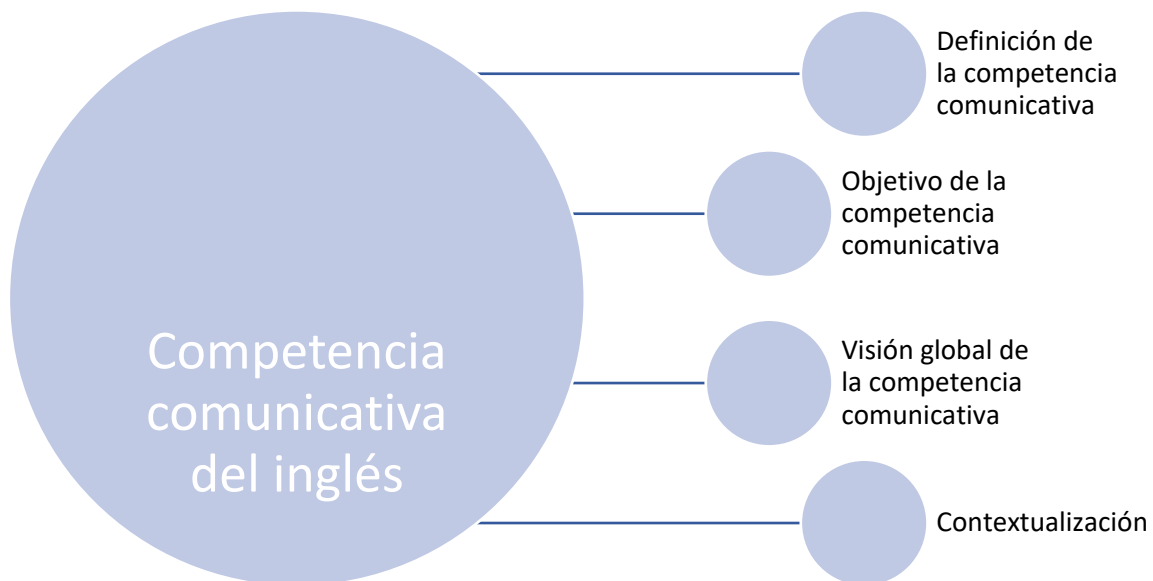 Competencia
comunicativa
del inglés
Definición de
la competencia
comunicativa
Objetivo de la
competencia
comunicativa
Visión global de
la competencia
comunicativa
Contextualización